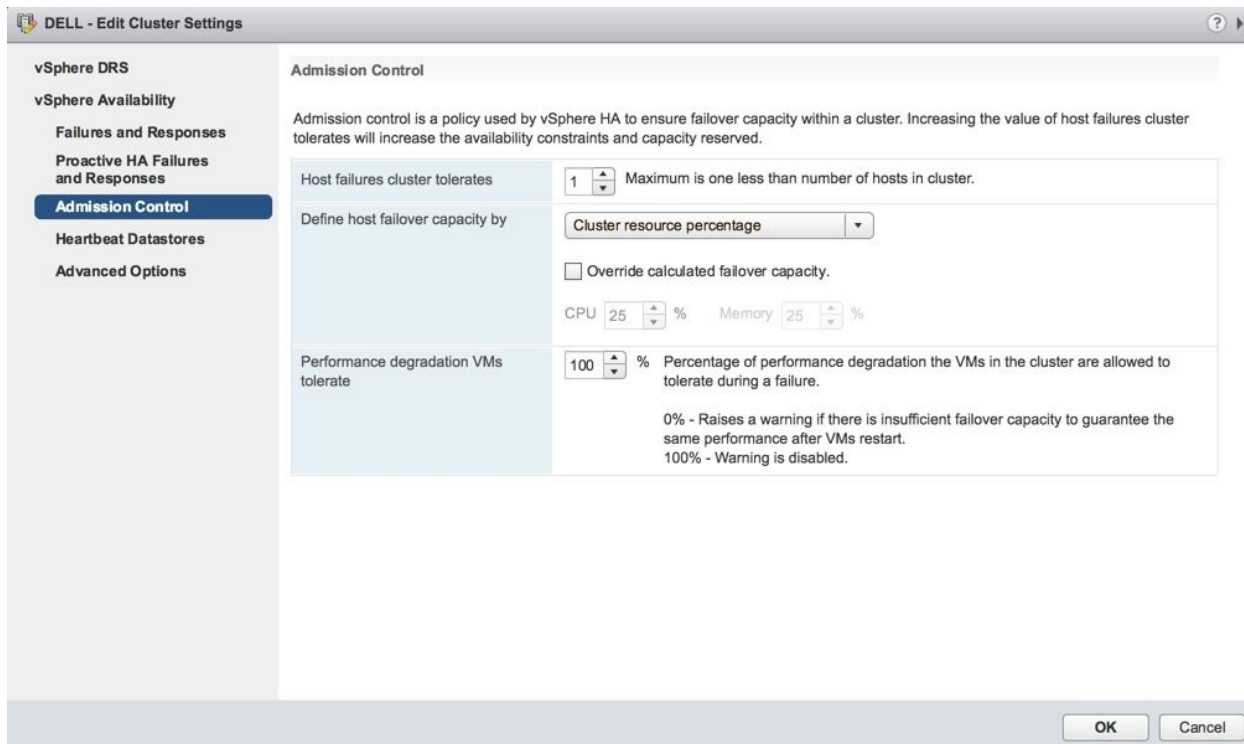 DELL - Edit Cluster Settings
?
vSphere DRS
vSphere Availability
Failures and Responses
Proactive HA Failures
and Responses
Admission Control
Heartbeat Datastores
Advanced Options
Admission Control
Admission control is a policy used by vSphere HA to ensure failover capacity within a cluster. Increasing the value of host failures cluster
tolerates will increase the availability constraints and capacity reserved.
Host failures cluster tolerates
1 Maximum is one less than number of hosts in cluster.
Define host failover capacity by
Cluster resource percentage
Override calculated failover capacity.
CPU 25 % Memory 25 %
Performance degradation VMs
tolerate
100 % Percentage of performance degradation the VMs in the cluster are allowed to
tolerate during a failure.
0% - Raises a warning if there is insufficient failover capacity to guarantee the
same performance after VMs restart.
100% - Warning is disabled.
OK Cancel